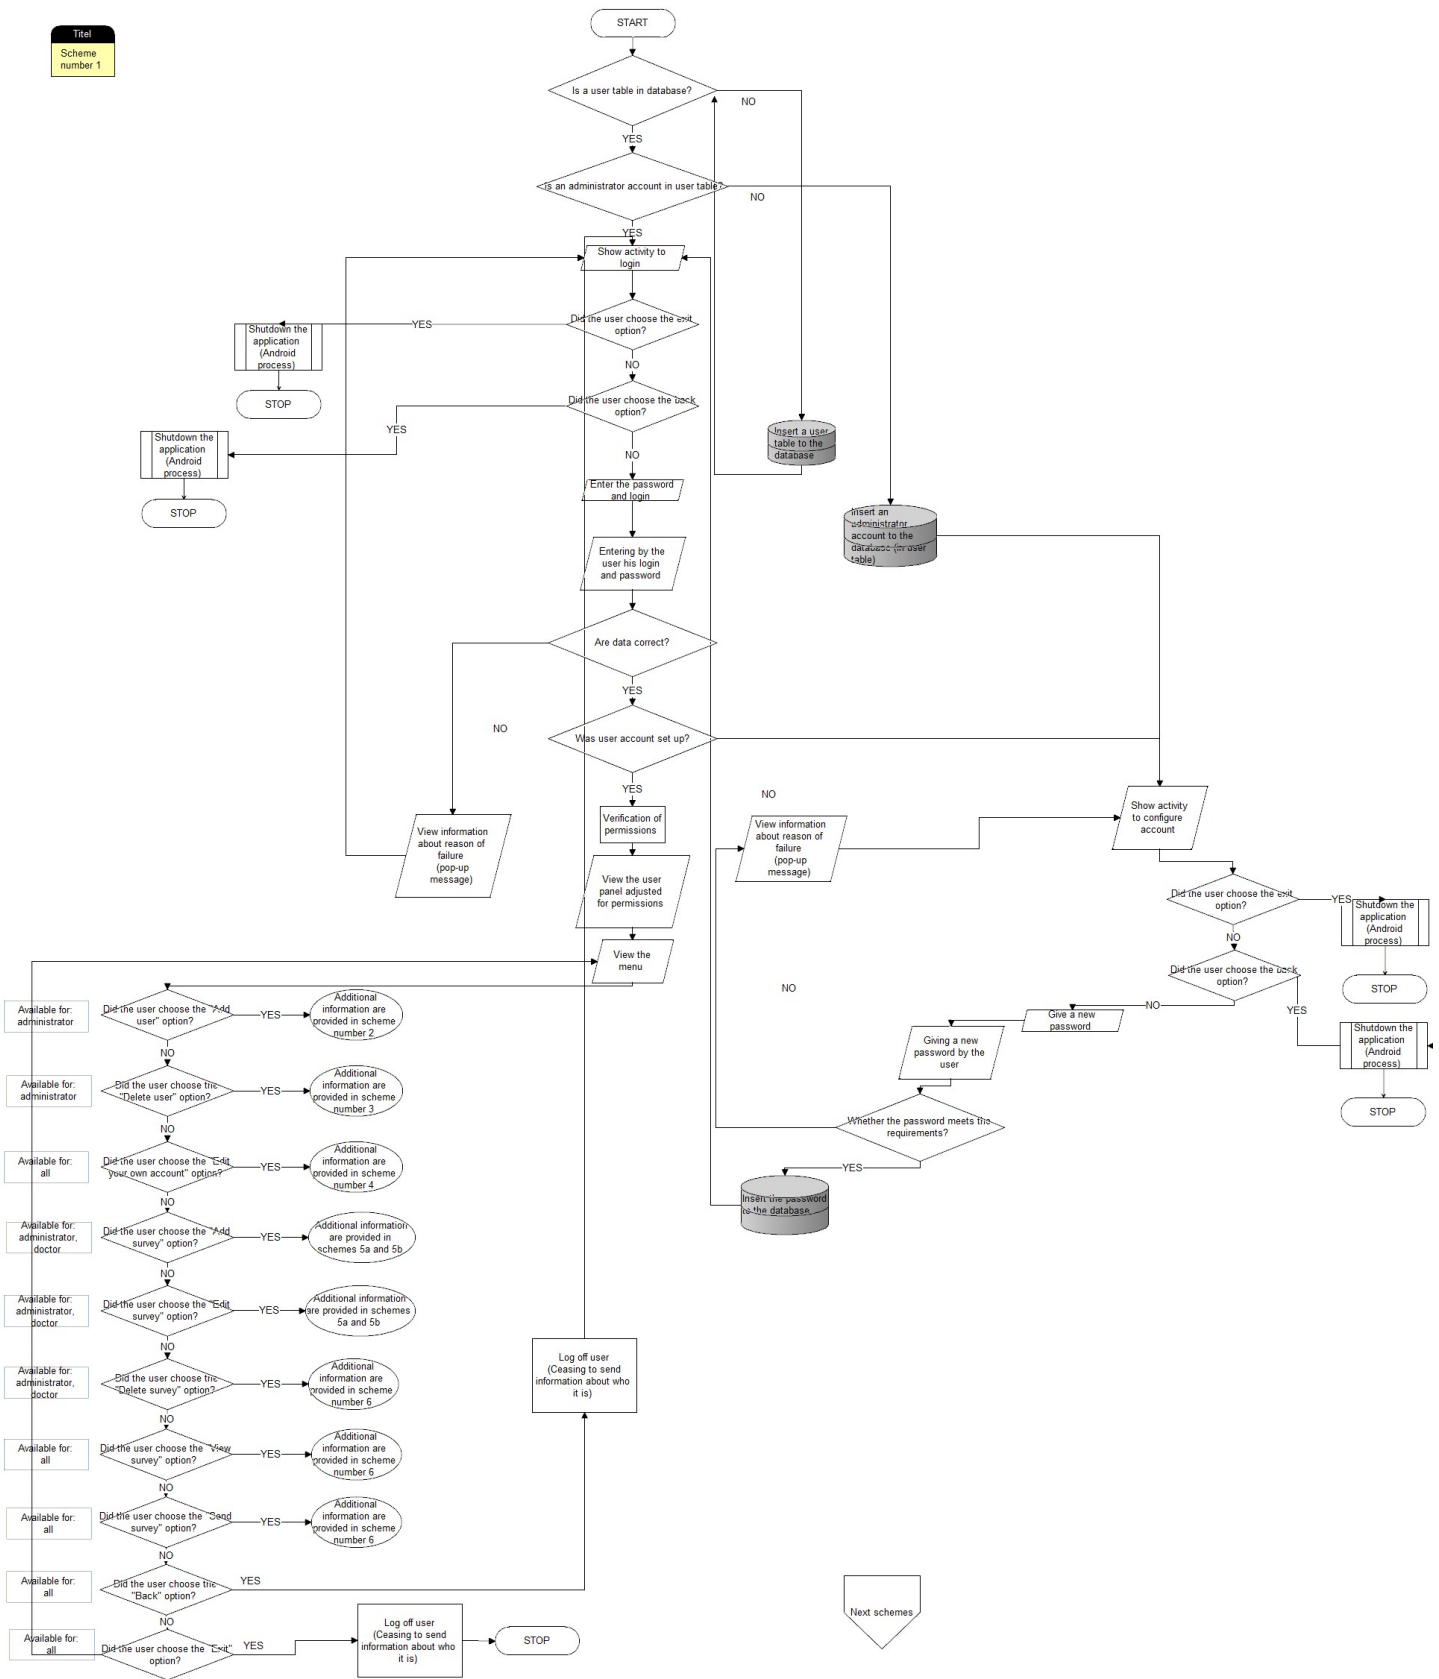 Titel
Scheme
number 1
START
Is a user table in database?
NO
YES
Is an administrator account in user table?
NO
YES
Show activity to
login
Did the user choose the exit
option?
YES
Shutdown the
application
(Android
process)
STOP
NO
Did the user choose the back
option?
YES
Shutdown the
application
(Android
process)
STOP
NO
Insert a user
table to the
database
Enter the password
and login
Insert an
administrator
account to the
database (in user
table)
Entering by the
user his login
and password
Are data correct?
YES
NO
Was user account set up?
YES
NO
Verification of
permissions
View information
about reason of
failure
(pop-up
message)
View information
about reason of
failure
(pop-up
message)
Show activity
to configure
account
View the user
panel adjusted
for permissions
Did the user choose the exit
option?
YES
Shutdown the
application
(Android
process)
STOP
NO
View the
menu
Did the user choose the back
option?
NO
YES
NO
Give a new
password
Shutdown the
application
(Android
process)
STOP
Giving a new
password by the
user
Whether the password meets the
requirements?
YES
Insert the password
to the database
Available for:
administrator
Did the user choose the "Add
user" option?
YES
Additional
information are
provided in scheme
number 2
NO
Available for:
administrator
Did the user choose the
"Delete user" option?
YES
Additional
information are
provided in scheme
number 3
NO
Available for:
all
Did the user choose the "Edit
your own account" option?
YES
Additional
information are
provided in scheme
number 4
NO
Available for:
administrator,
doctor
Did the user choose the "Add
survey" option?
YES
Additional information
are provided in
schemes 5a and 5b
NO
Available for:
administrator,
doctor
Did the user choose the "Edit
survey" option?
YES
Additional information
are provided in schemes
5a and 5b
NO
Available for:
administrator,
doctor
Did the user choose the
"Delete survey" option?
YES
Additional
information are
provided in scheme
number 6
NO
Log off user
(Ceasing to send
information about who
it is)
Available for:
all
Did the user choose the "View
survey" option?
YES
Additional
information are
provided in scheme
number 6
NO
Available for:
all
Did the user choose the "Send
survey" option?
YES
Additional
information are
provided in scheme
number 6
NO
Available for:
all
Did the user choose the
"Back" option?
YES
NO
Available for:
all
Did the user choose the "Exit"
option?
YES
Log off user
(Ceasing to send
information about who
it is)
STOP
Next schemes